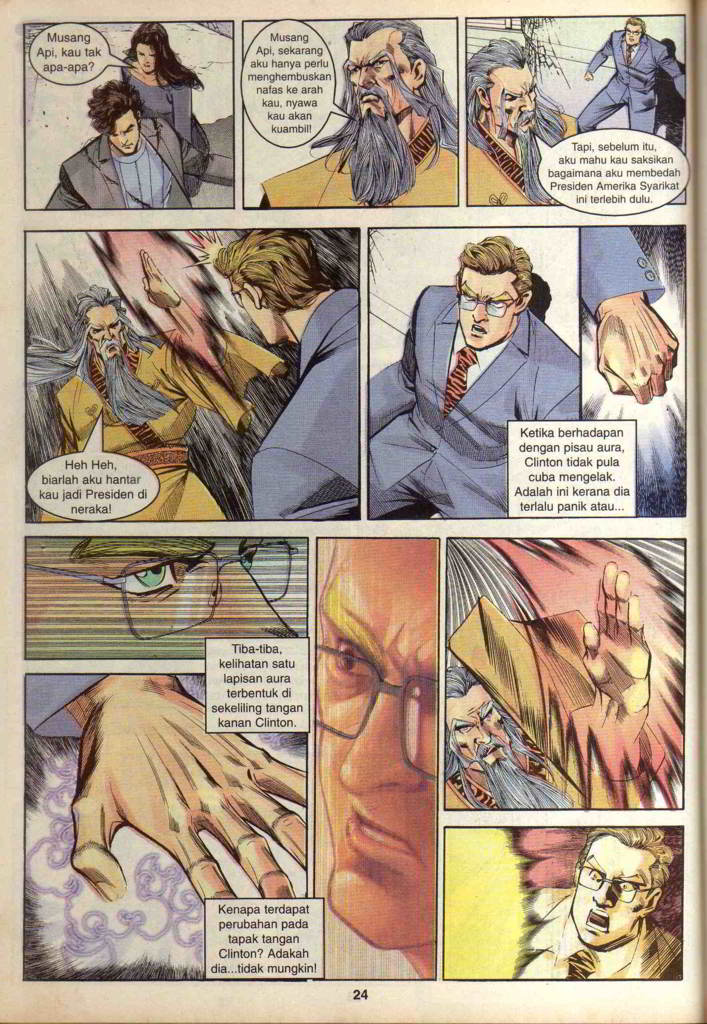 Musang
Api, kau tak
apa-apa?
Musang
Api, sekarang
aku hanya perlu
menghembuskan
nafas ke arah
kau, nyawa
kau akan
kuambil!
Tapi, sebelum itu,
aku mahu kau saksikan
bagaimana aku membedah
Presiden Amerika Syarikat
ini terlebih dulu.
Heh Heh,
biarlah aku hantar
kau jadi Presiden di
neraka!
Ketika berhadapan
dengan pisau aura,
Clinton tidak pula
cuba mengelak.
Adalah ini kerana dia
terlalu panik atau...
Tiba-tiba,
kelihatan satu
lapisan aura
terbentuk di
sekeliling tangan
kanan Clinton.
Kenapa terdapat
perubahan pada
tapak tangan
Clinton? Adakah
dia...tidak mungkin!
24